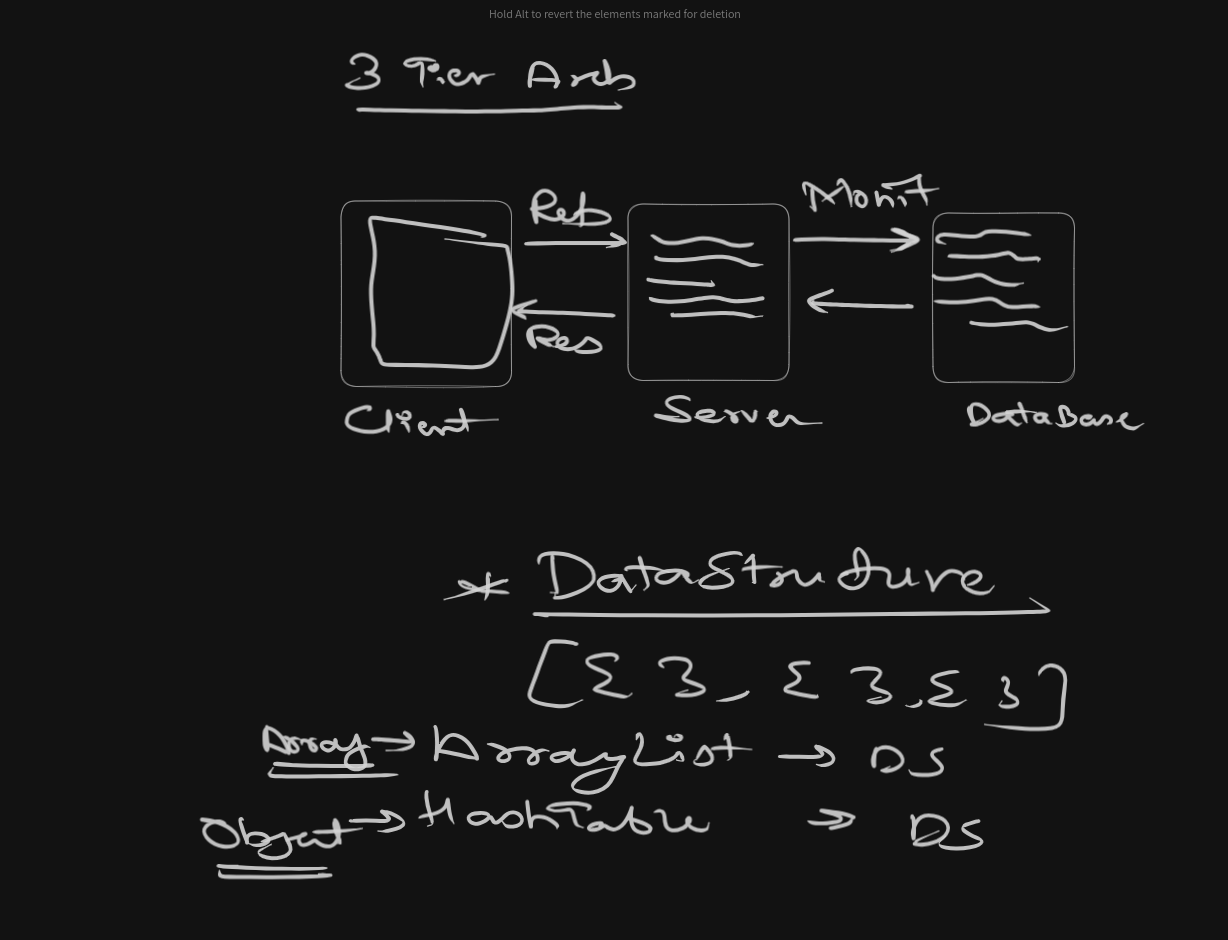 Hold Alt to revert the elements marked for deletion
3 Tier Arch
Req
Monit
Res
Client
Server
DataBase
* DataStructure
[{ }, { }, { }]
Array → ArrayList → DS
Object → HashTable → DS